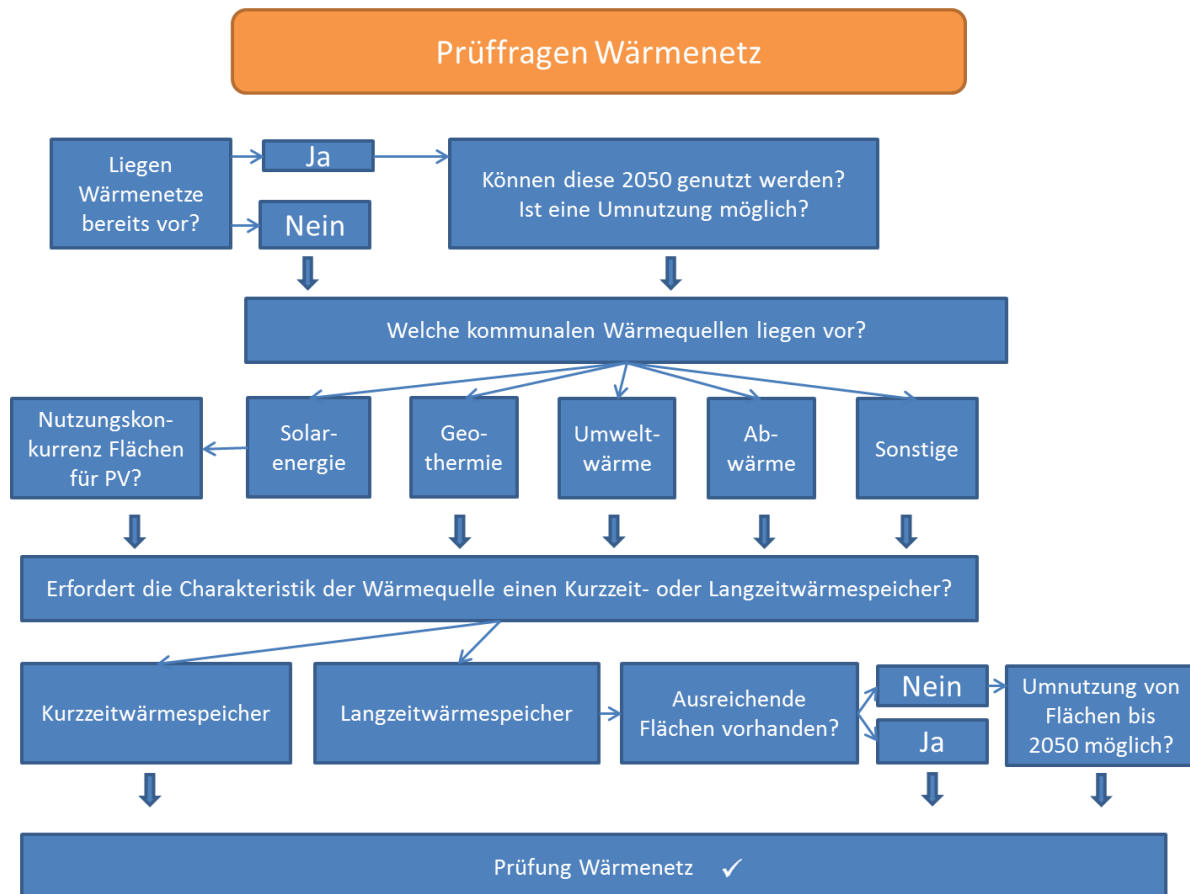 Prüffragen Wärmenetz
Liegen
Wärmenetze
bereits vor?
Ja
Nein
Können diese 2050 genutzt werden?
Ist eine Umnutzung möglich?
Welche kommunalen Wärmequellen liegen vor?
Nutzungskon-
kurrenz Flächen
für PV?
Solar-
energie
Geo-
thermie
Umwelt-
wärme
Ab-
wärme
Sonstige
Erfordert die Charakteristik der Wärmequelle einen Kurzzeit- oder Langzeitwärmespeicher?
Kurzzeitwärmespeicher
Langzeitwärmespeicher
Ausreichende
Flächen vorhanden?
Nein
Ja
Umnutzung von
Flächen bis
2050 möglich?
Prüfung Wärmenetz ✓